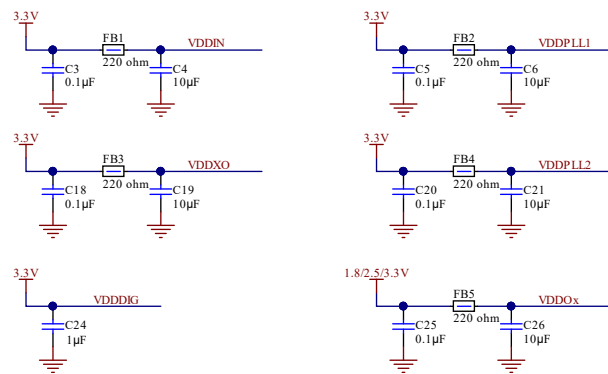 3.3V
FB1
VDDIN
C3
0.1µF
220 ohm
C4
10µF
3.3V
FB2
VDDPLL1
C5
0.1µF
220 ohm
C6
10µF
3.3V
FB3
VDDXO
C18
0.1µF
220 ohm
C19
10µF
3.3V
FB4
VDDPLL2
C20
0.1µF
220 ohm
C21
10µF
3.3V
VDDDIG
C24
1µF
1.8/2.5/3.3V
FB5
VDDOx
C25
0.1µF
220 ohm
C26
10µF